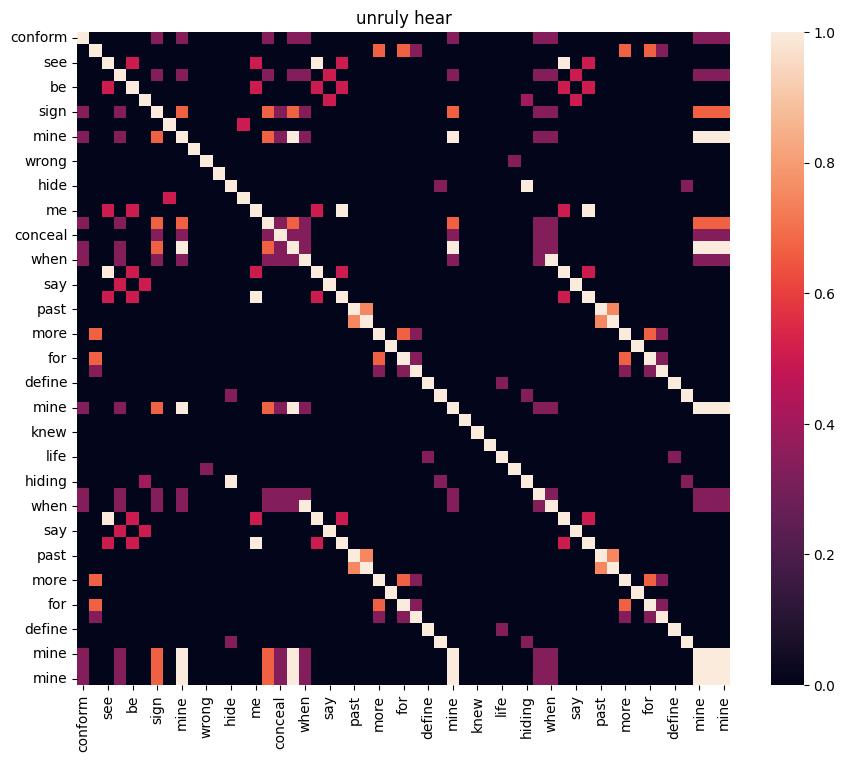 unruly hear
conform
see
be
sign
mine
wrong
hide
me
conceal
when
say
past
more
for
define
mine
knew
life
hiding
when
say
past
more
for
define
mine
mine
conform
see
be
sign
mine
wrong
hide
me
conceal
when
say
past
more
for
define
mine
knew
life
hiding
when
say
past
more
for
define
mine
mine
1.0
0.8
0.6
0.4
0.2
0.0